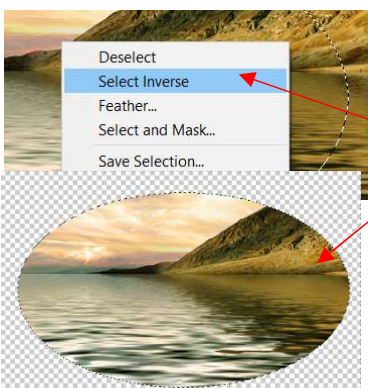 Deselect
Select Inverse
Feather...
Select and Mask...
Save Selection...